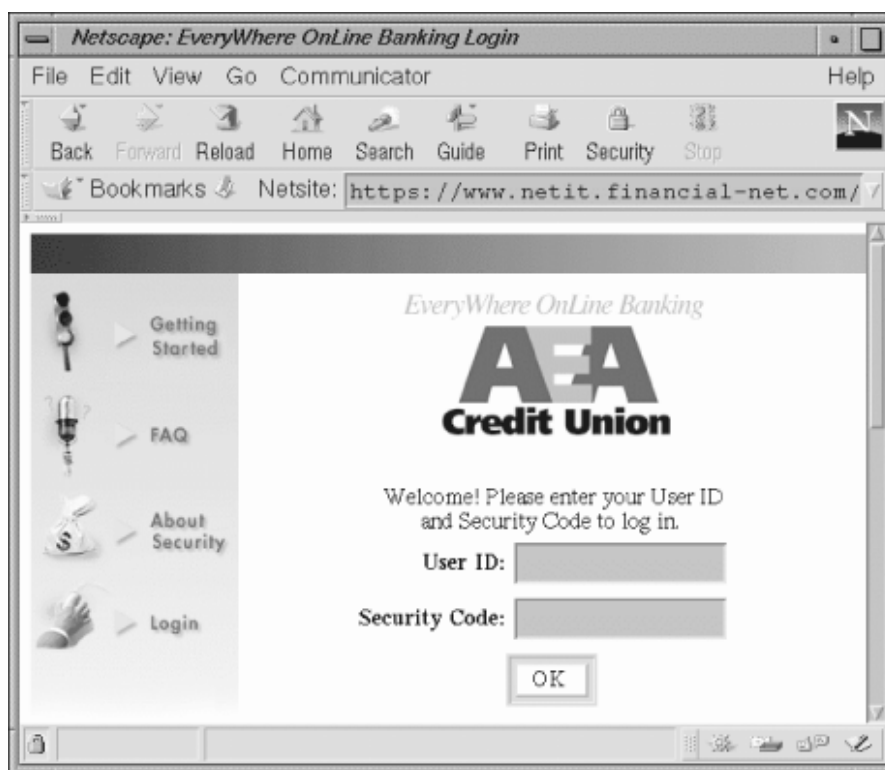 Netscape: EveryWhere OnLine Banking Login
File Edit View Go Communicator Help
Back Forward Reload Home Search Guide Print Security Stop
N
Bookmarks Netsite: https://www.netit.financial-net.com/
Getting
Started
FAQ
About
Security
Login
EveryWhere OnLine Banking
AEA
Credit Union
Welcome! Please enter your User ID
and Security Code to log in.
User ID:
Security Code:
OK